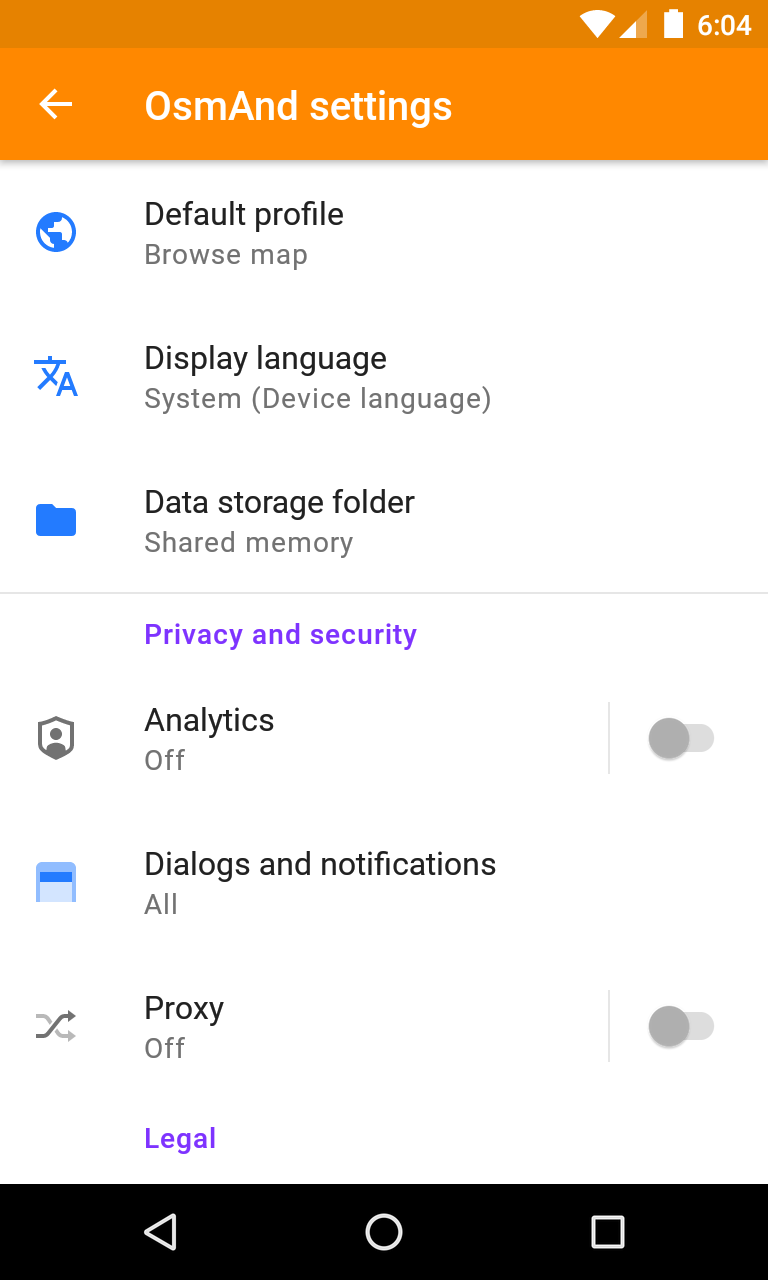 6:04
OsmAnd settings
Default profile
Browse map
Display language
System (Device language)
Data storage folder
Shared memory
Privacy and security
Analytics
Off
Dialogs and notifications
All
Proxy
Off
Legal